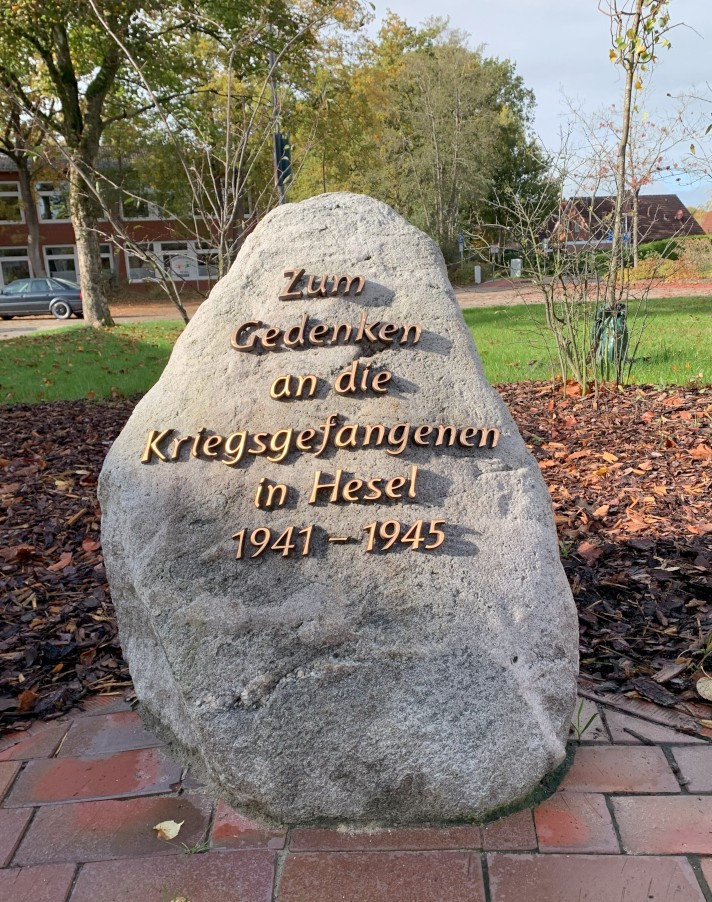 Zum
Gedenken
an die
Kriegsgefangenen
in Hesel
1941 – 1945